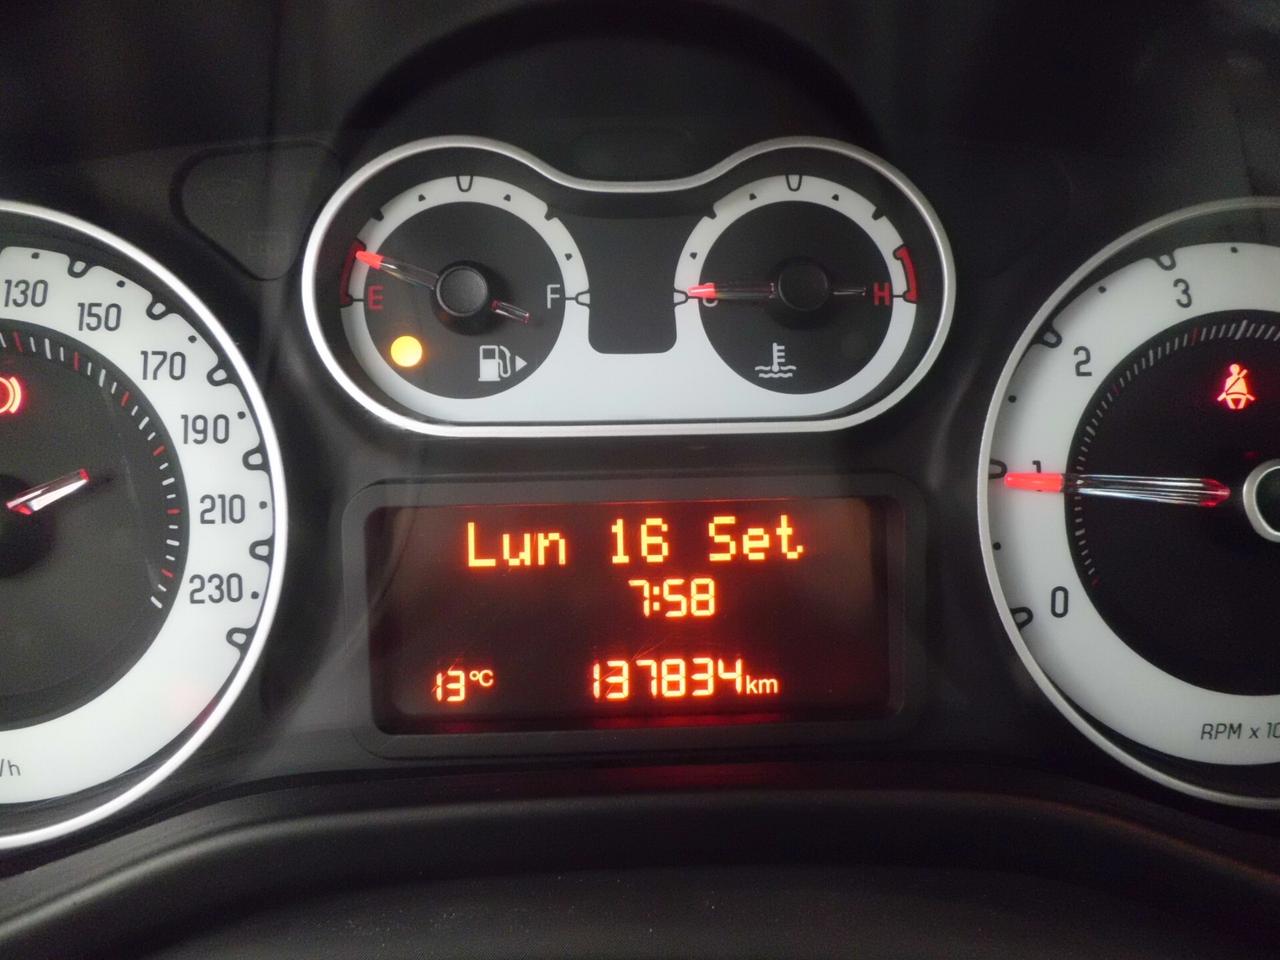 E
F
C
H
130
150
170
190
210
230
3
2
1
0
Lun 16 Set
7:58
13°C
137834km
RPM x 10
/h